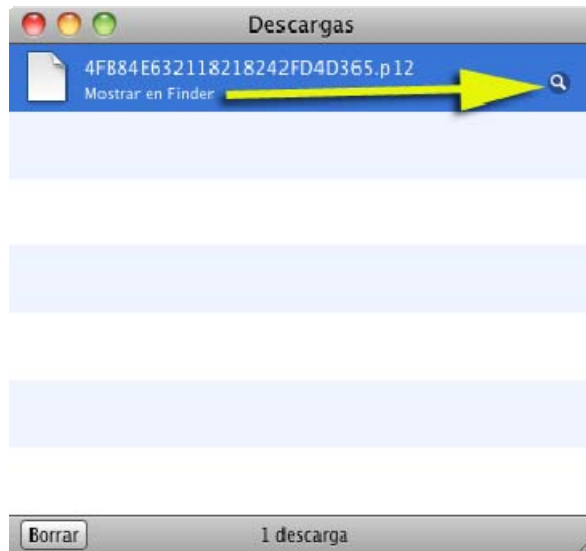 Descargas
4FB84E632118218242FD4D365.p12
Mostrar en Finder
Borrar
1 descarga